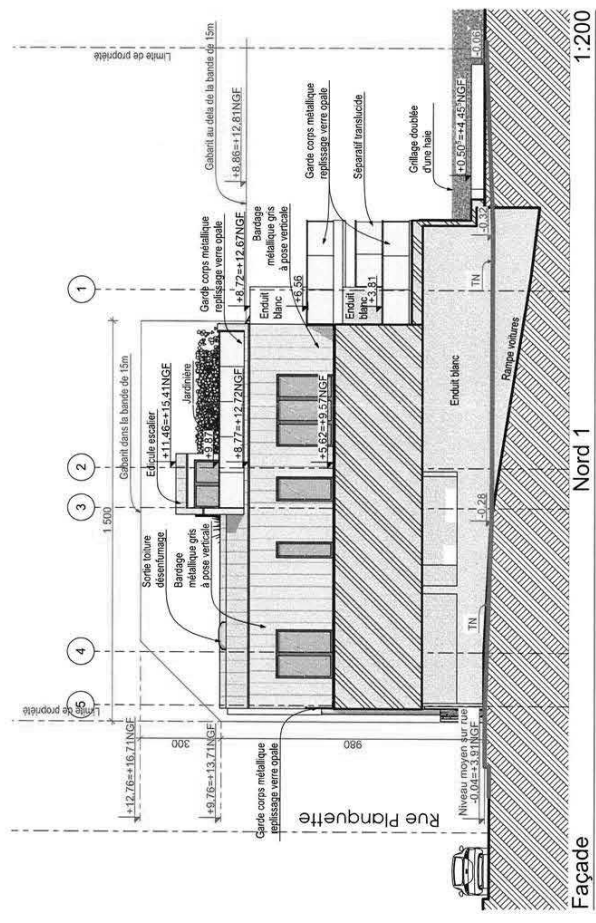 Limite de propriété
Gabarit au dela de la bande de 15m
+8,86=+12,81NGF
Garde corps métallique
replissage verre opale
+8,72=+12,67NGF
Bardage
métallique gris
à pose verticale
Garde corps métallique
replissage verre opale
Séparatif translucide
Grillage doublée
d'une haie
-0.06
Enduit
blanc
+6,56
Enduit
blanc
+3,81
-0.32
TN
1
2
3
4
5
1 500
Gabarit dans la bande de 15m
Edicule escalier
+11,46=+15,41NGF
Jardinière
+9,87
+8,77=+12,72NGF
+5,62=+9,57NGF
Enduit blanc
Rampe voitures
Sortie toiture
désenfumage
Bardage
métallique gris
à pose verticale
-0.28
TN
Limite de propriété
+12,76=+16,71NGF
300
+9,76=+13,71NGF
980
Garde corps métallique
replissage verre opale
Rue Planquette
Niveau moyen sur rue
-0.04=+3,91NGF
Façade
Nord 1
1:200